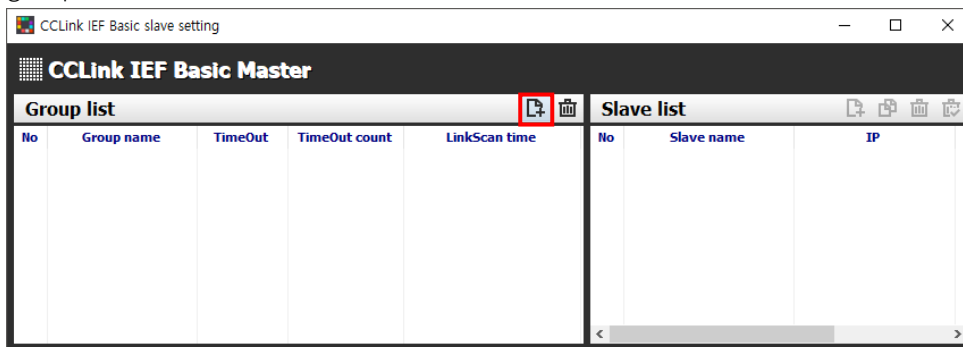 CCLink IEF Basic slave setting
CCLink IEF Basic Master
Group list
Slave list
No Group name TimeOut TimeOut count LinkScan time
No Slave name IP